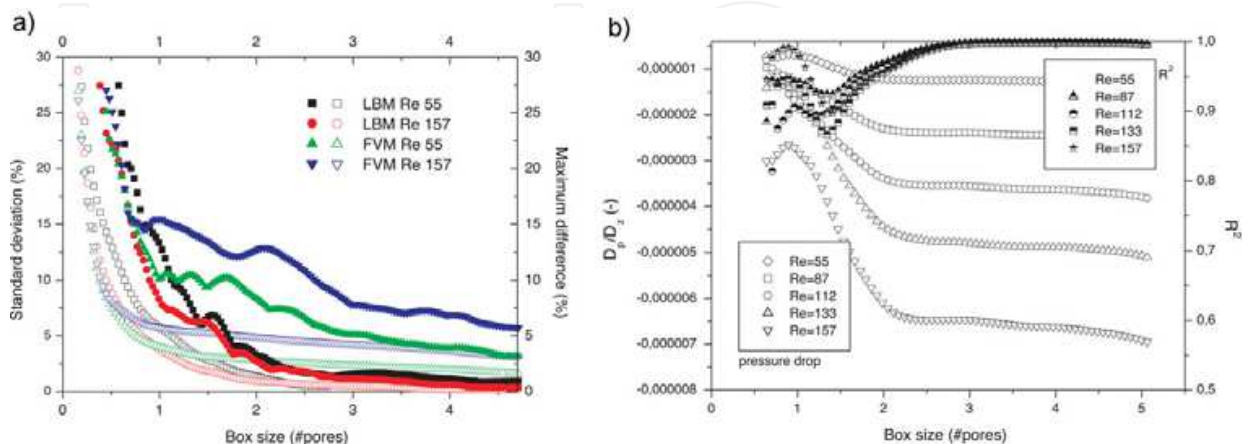 a)
0 1 2 3 4
30 30
25 25
20 20
15 15
10 10
5 5
0 0
0 1 2 3 4
Standard deviation (%)
Maximum difference (%)
Box size (#pores)
LBM Re 55
LBM Re 157
FVM Re 55
FVM Re 157
b)
-0.000001
-0.000002
-0.000003
-0.000004
-0.000005
-0.000006
-0.000007
-0.000008
1.0
0.9
0.8
0.7
0.6
0.5
0 1 2 3 4 5
Dp/Dz (-)
R²
Box size (#pores)
R²
Re=55
Re=87
Re=112
Re=133
Re=157
Re=55
Re=87
Re=112
Re=133
Re=157
pressure drop